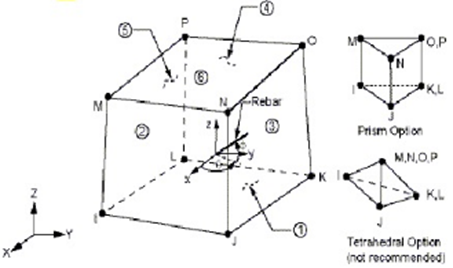 P
④
⑤
O
⑥
M
N
Rebar
②
z
③
L
y
x
K
I
①
J
Z
Y
X
M
O,P
N
I
K,L
J
Prism Option
M,N,O,P
I
K,L
J
Tetrahedral Option
(not recommended)